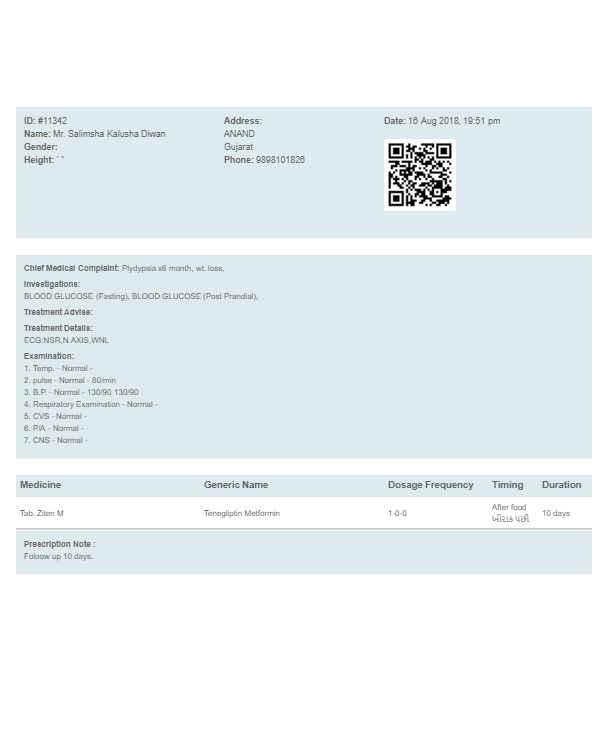 ID: #11342
Name: Mr. Salimsha Kalusha Diwan
Gender:
Height: ' "
Address:
ANAND
Gujarat
Phone: 9898101826
Date: 16 Aug 2018, 19:51 pm
Chief Medical Complaint: Plydypsia x6 month, wt. loss,
Investigations:
BLOOD GLUCOSE (Fasting), BLOOD GLUCOSE (Post Prandial),
Treatment Advise:
Treatment Details:
ECG:NSR,N.AXIS,WNL
Examination:
1. Temp. - Normal -
2. pulse - Normal - 80/min
3. B.P. - Normal - 130/90 130/90
4. Respiratory Examination - Normal -
5. CVS - Normal -
6. P/A - Normal -
7. CNS - Normal -
Medicine Generic Name Dosage Frequency Timing Duration
Tab. Ziten M Tenegliptin Metformin 1-0-0 After food 10 days
ખોરાક પછી
Prescription Note :
Foloow up 10 days.